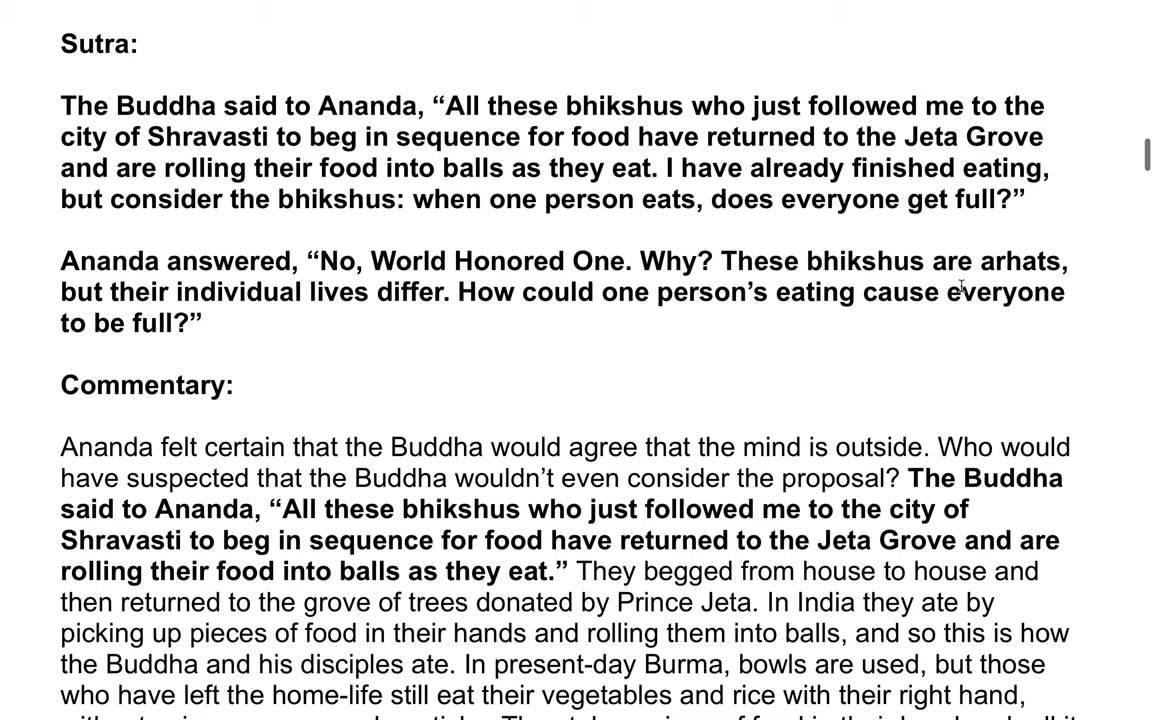 Sutra:
The Buddha said to Ananda, “All these bhikshus who just followed me to the
city of Shravasti to beg in sequence for food have returned to the Jeta Grove
and are rolling their food into balls as they eat. I have already finished eating,
but consider the bhikshus: when one person eats, does everyone get full?”
Ananda answered, “No, World Honored One. Why? These bhikshus are arhats,
but their individual lives differ. How could one person’s eating cause everyone
to be full?”
Commentary:
Ananda felt certain that the Buddha would agree that the mind is outside. Who would
have suspected that the Buddha wouldn’t even consider the proposal? The Buddha
said to Ananda, “All these bhikshus who just followed me to the city of
Shravasti to beg in sequence for food have returned to the Jeta Grove and are
rolling their food into balls as they eat.” They begged from house to house and
then returned to the grove of trees donated by Prince Jeta. In India they ate by
picking up pieces of food in their hands and rolling them into balls, and so this is how
the Buddha and his disciples ate. In present-day Burma, bowls are used, but those
who have left the home-life still eat their vegetables and rice with their right hand,